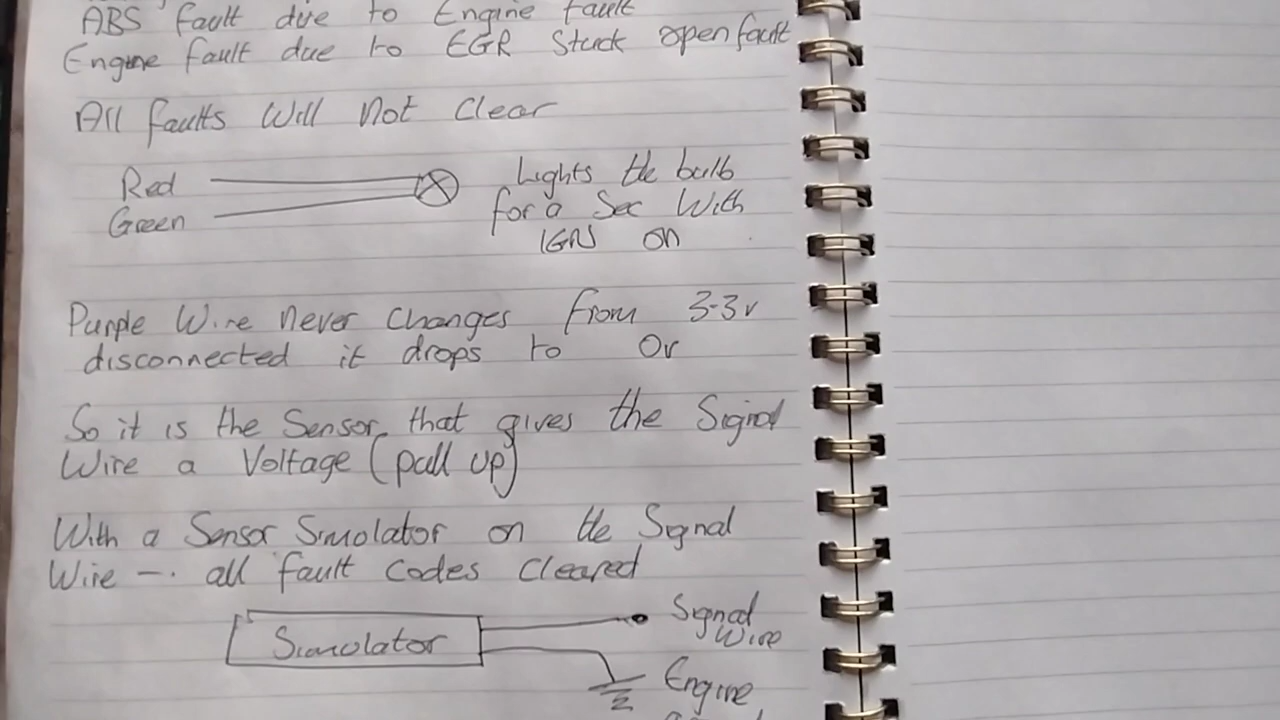 ABS fault due to Engine fault
Engine fault due to EGR Stuck open fault
All faults Will Not Clear
Red
Green
Lights the bulb
for a Sec With
IGN on
Purple Wire never changes from 3-3v
disconnected it drops to 0v
So it is the Sensor that gives the Signal
Wire a Voltage (pull up)
With a Sensor Simolator on the Signal
Wire - . all fault codes Cleared
Simolator
Signal
Wire
Engine